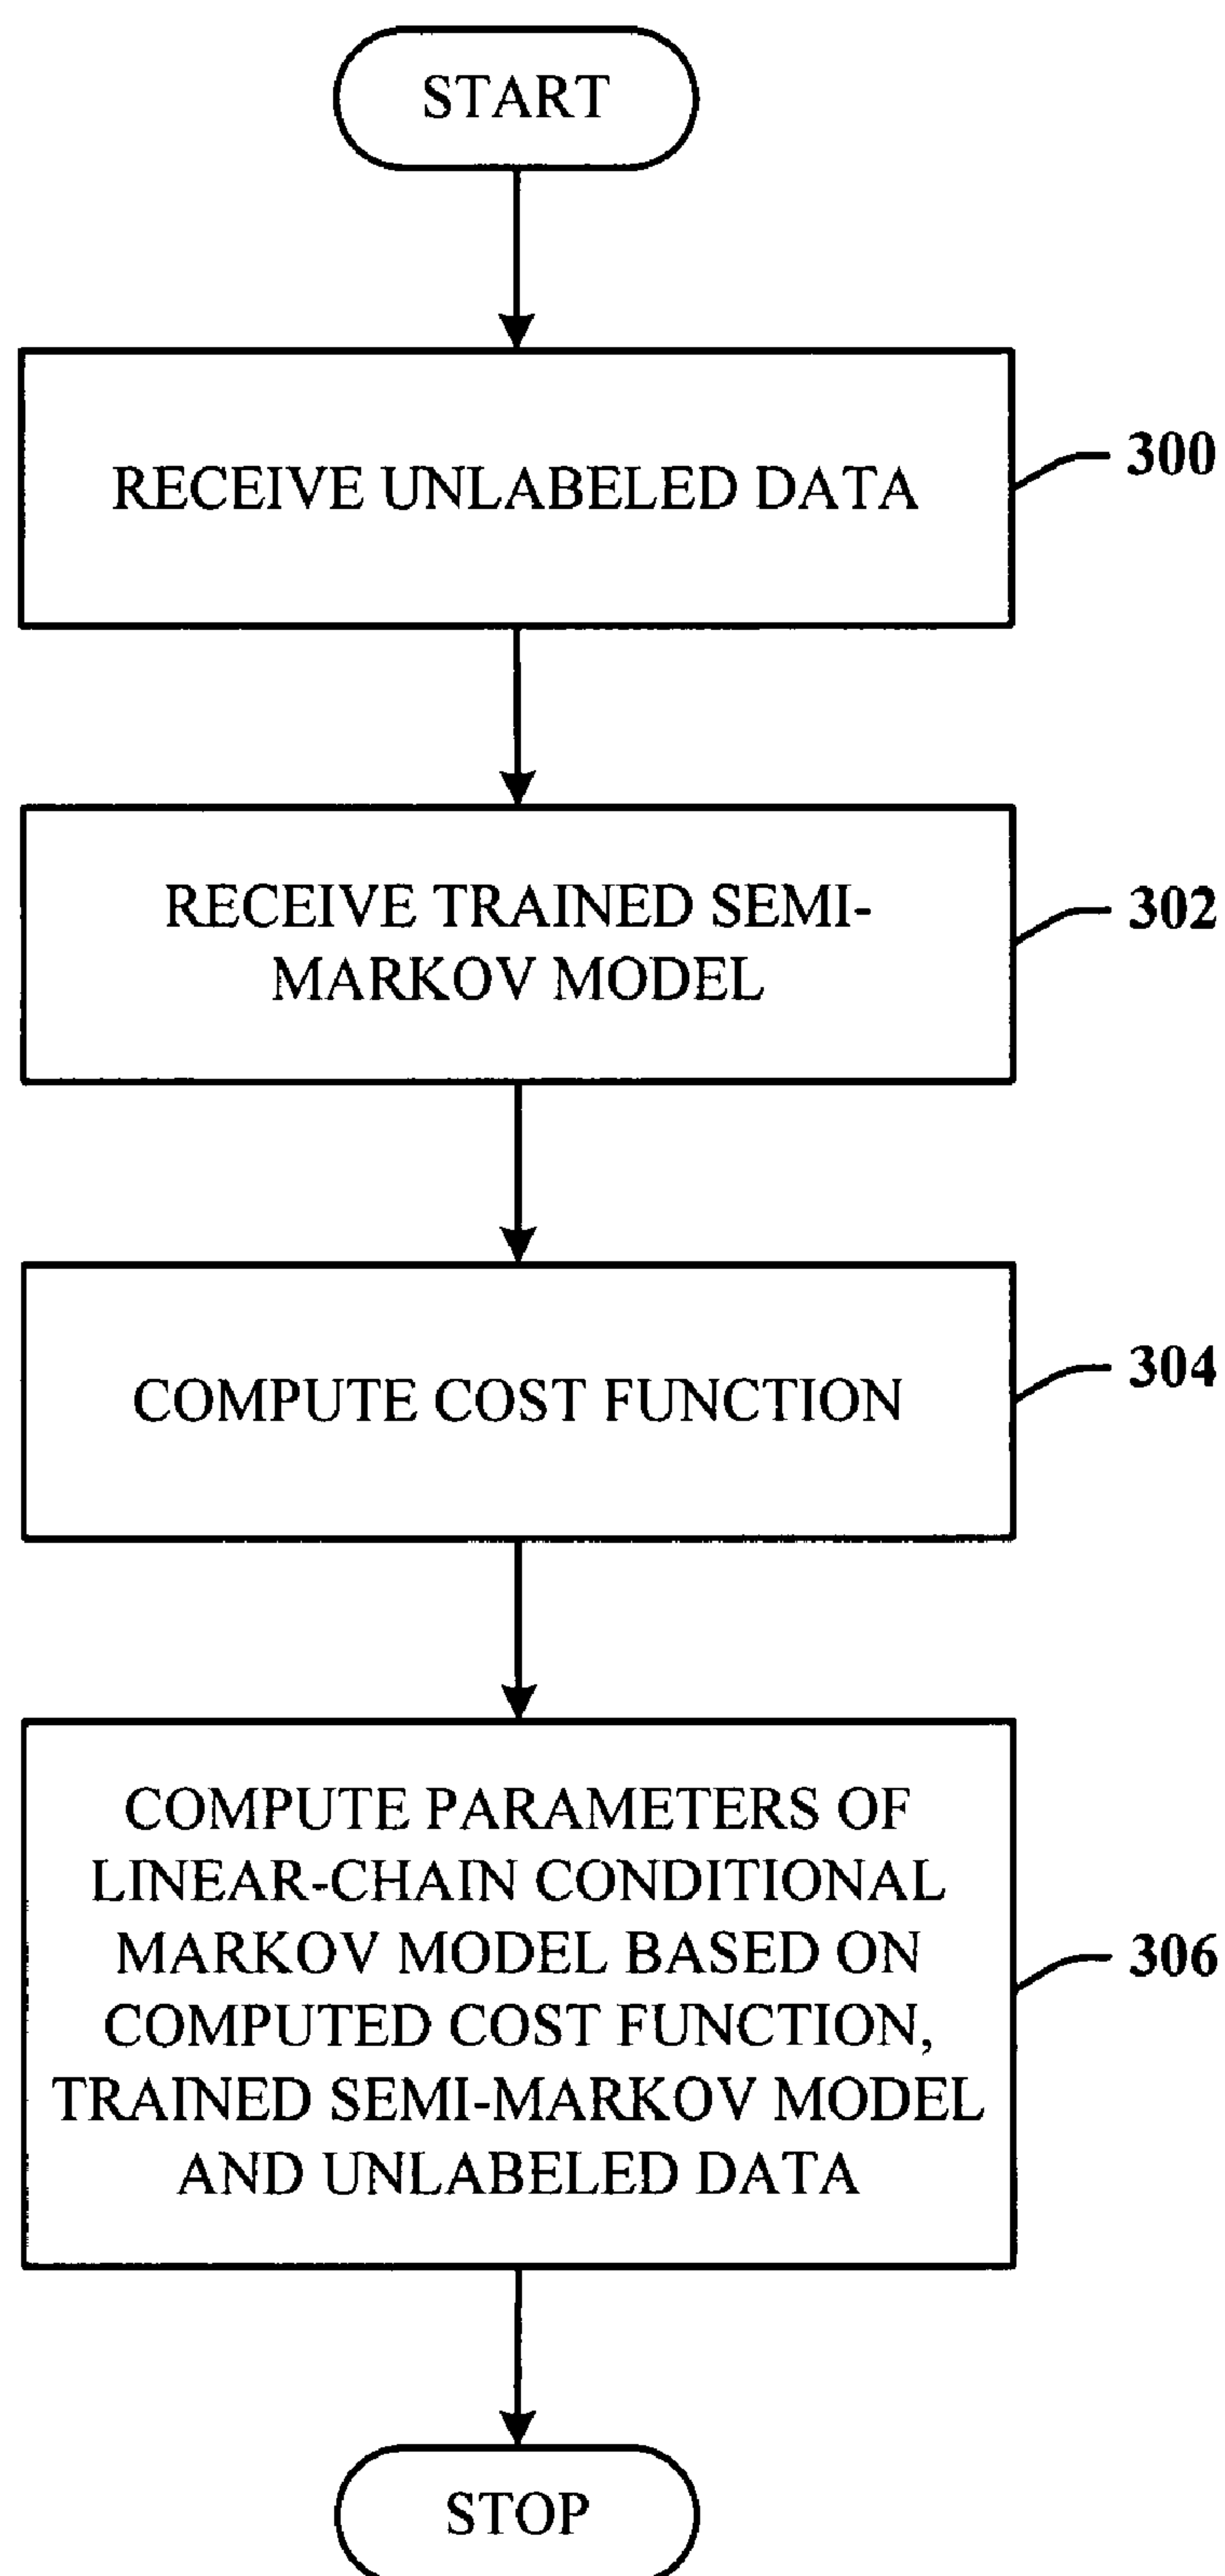 START
RECEIVE UNLABELED DATA
300
RECEIVE TRAINED SEMI-
MARKOV MODEL
302
COMPUTE COST FUNCTION
304
COMPUTE PARAMETERS OF
LINEAR-CHAIN CONDITIONAL
MARKOV MODEL BASED ON
COMPUTED COST FUNCTION,
TRAINED SEMI-MARKOV MODEL
AND UNLABELED DATA
306
STOP